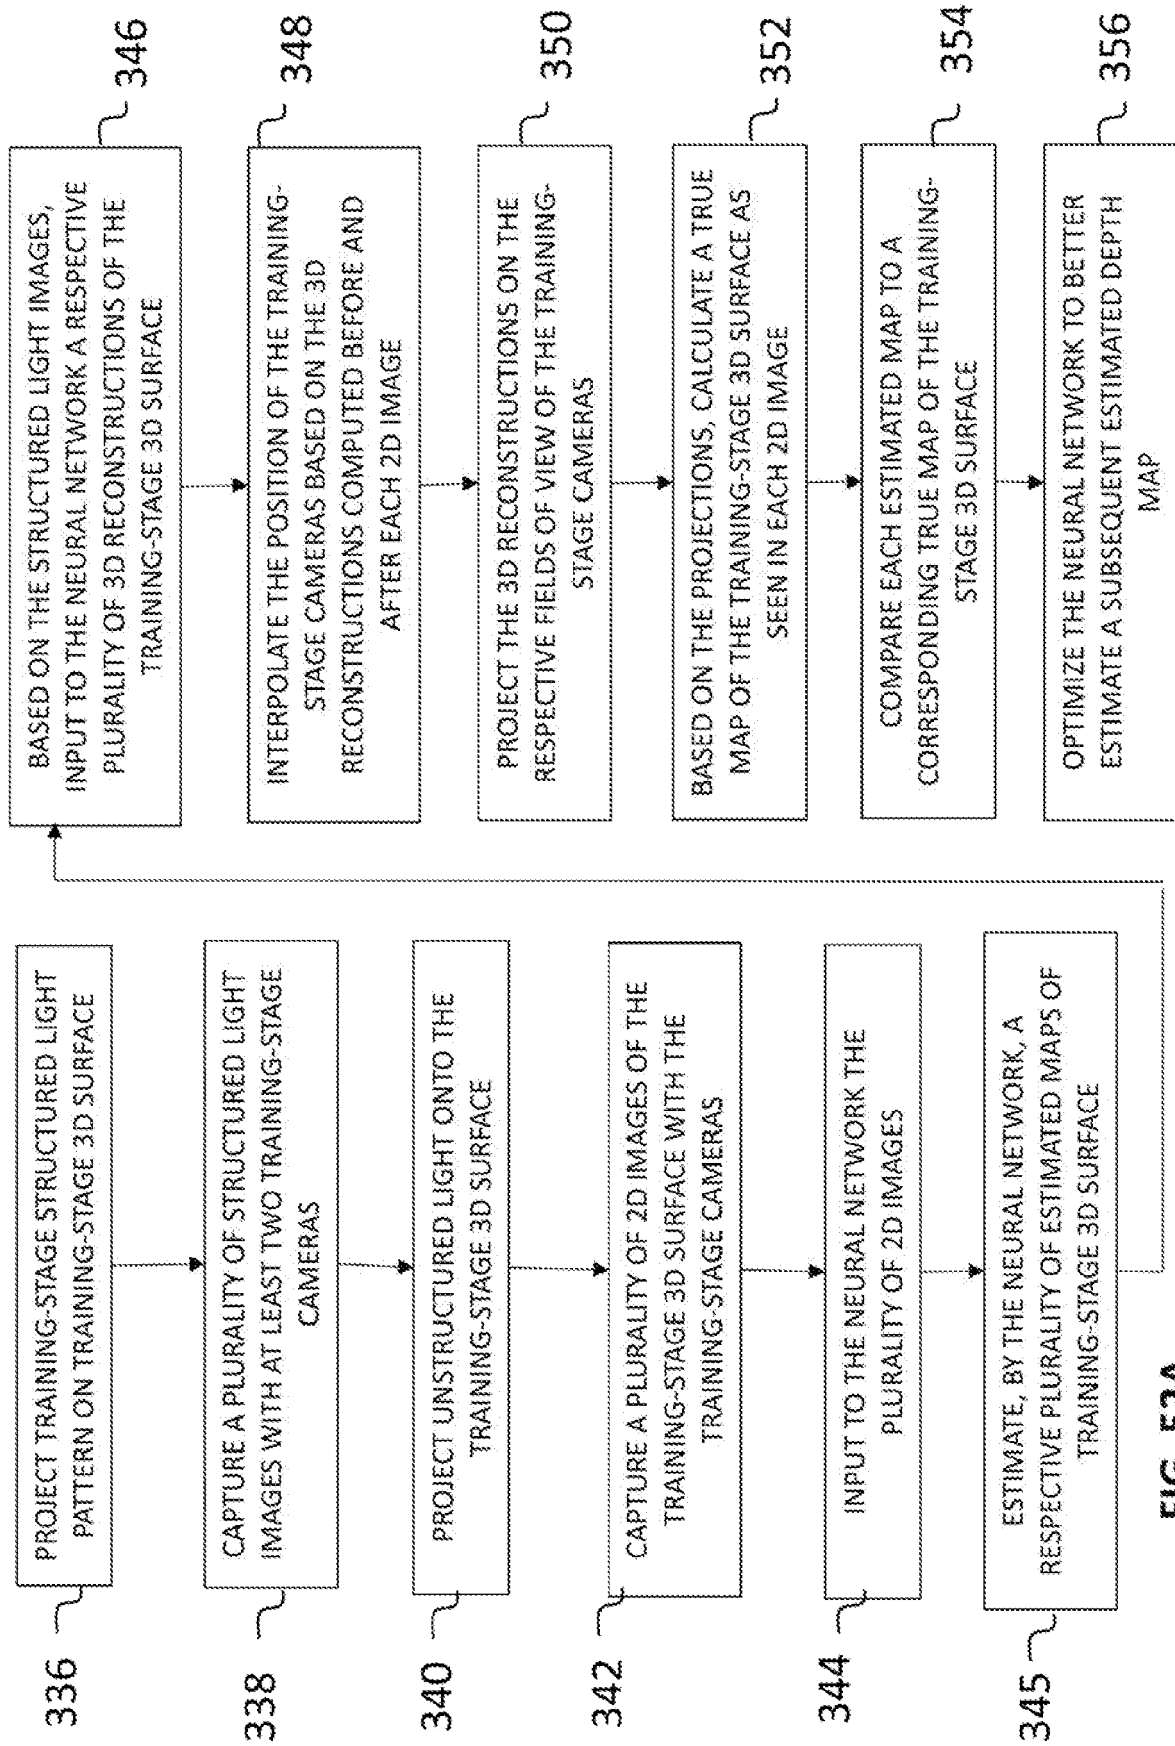 336
PROJECT TRAINING-STAGE STRUCTURED LIGHT
PATTERN ON TRAINING-STAGE 3D SURFACE
338
CAPTURE A PLURALITY OF STRUCTURED LIGHT
IMAGES WITH AT LEAST TWO TRAINING-STAGE
CAMERAS
340
PROJECT UNSTRUCTURED LIGHT ONTO THE
TRAINING-STAGE 3D SURFACE
342
CAPTURE A PLURALITY OF 2D IMAGES OF THE
TRAINING-STAGE 3D SURFACE WITH THE
TRAINING-STAGE CAMERAS
344
INPUT TO THE NEURAL NETWORK THE
PLURALITY OF 2D IMAGES
345
ESTIMATE, BY THE NEURAL NETWORK, A
RESPECTIVE PLURALITY OF ESTIMATED MAPS OF
TRAINING-STAGE 3D SURFACE
346
BASED ON THE STRUCTURED LIGHT IMAGES,
INPUT TO THE NEURAL NETWORK A RESPECTIVE
PLURALITY OF 3D RECONSTRUCTIONS OF THE
TRAINING-STAGE 3D SURFACE
348
INTERPOLATE THE POSITION OF THE TRAINING-
STAGE CAMERAS BASED ON THE 3D
RECONSTRUCTIONS COMPUTED BEFORE AND
AFTER EACH 2D IMAGE
350
PROJECT THE 3D RECONSTRUCTIONS ON THE
RESPECTIVE FIELDS OF VIEW OF THE TRAINING-
STAGE CAMERAS
352
BASED ON THE PROJECTIONS, CALCULATE A TRUE
MAP OF THE TRAINING-STAGE 3D SURFACE AS
SEEN IN EACH 2D IMAGE
354
COMPARE EACH ESTIMATED MAP TO A
CORRESPONDING TRUE MAP OF THE TRAINING-
STAGE 3D SURFACE
356
OPTIMIZE THE NEURAL NETWORK TO BETTER
ESTIMATE A SUBSEQUENT ESTIMATED DEPTH
MAP